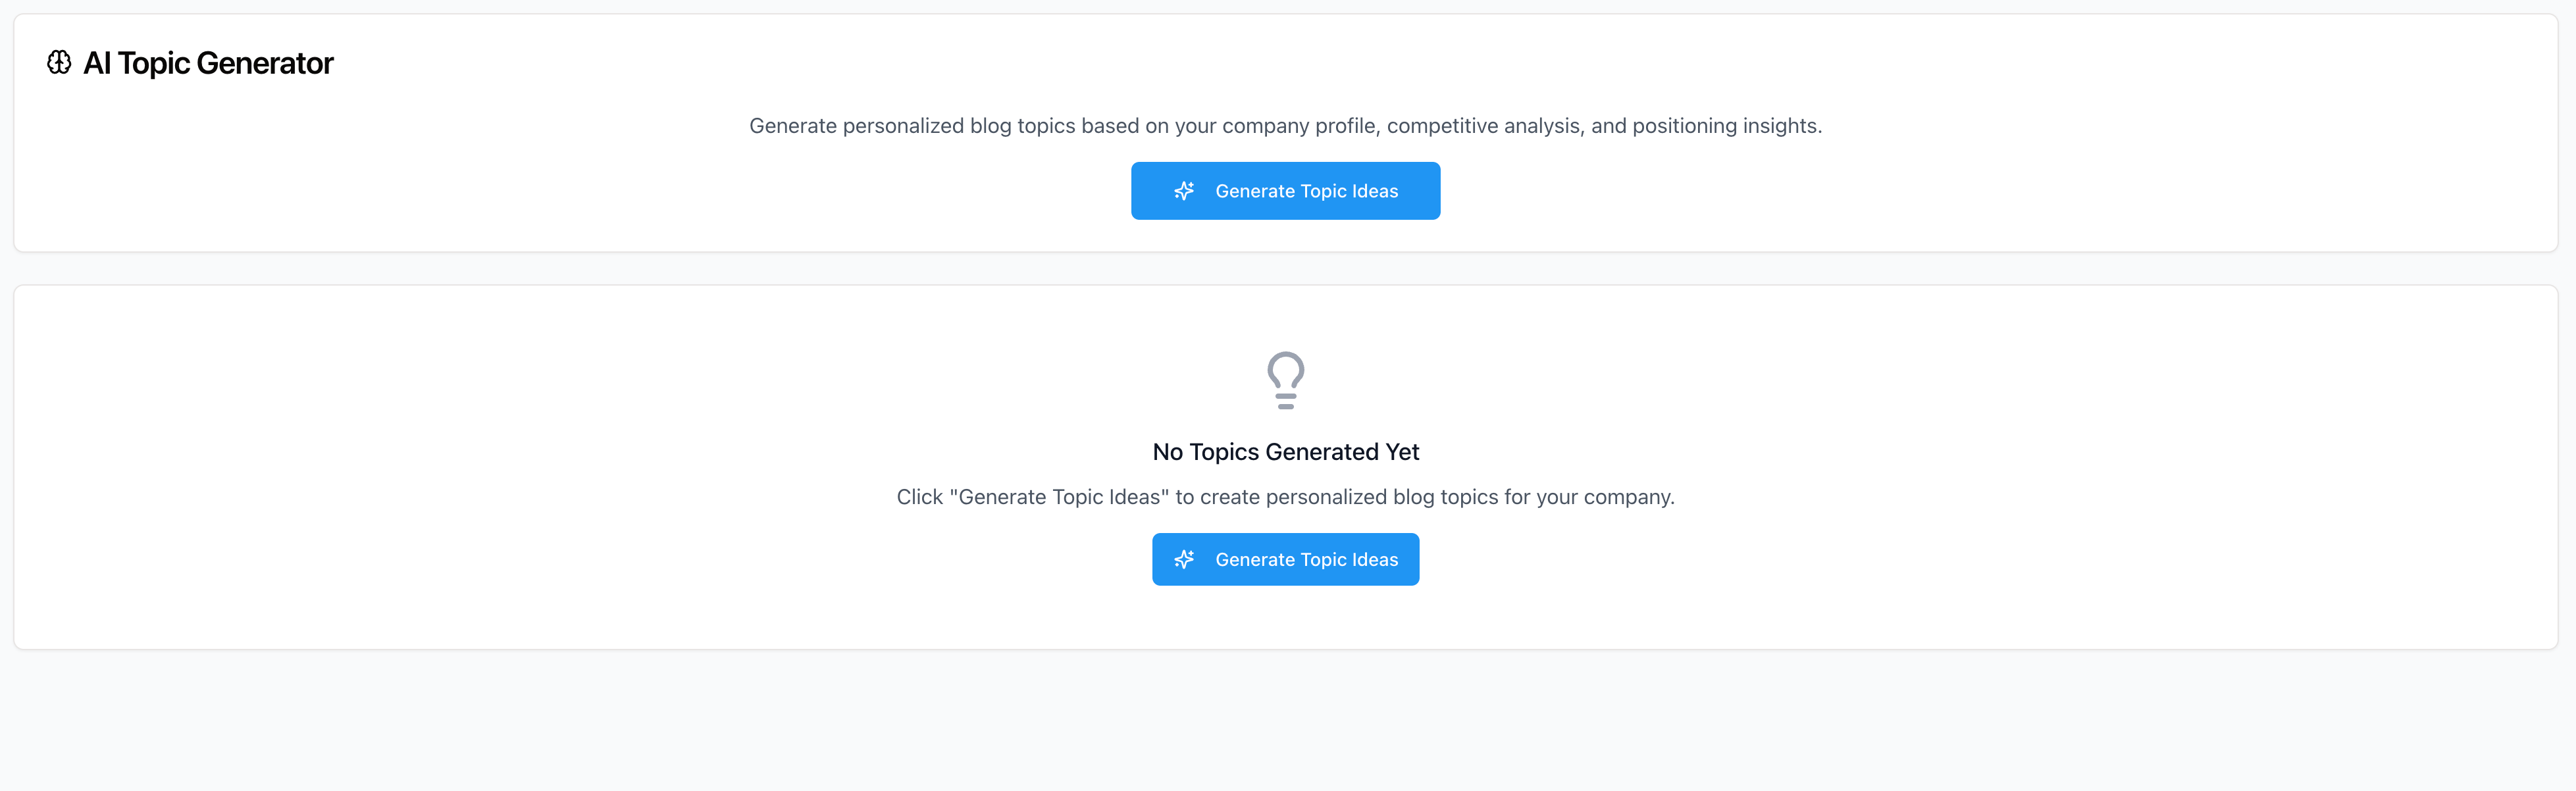 AI Topic Generator
Generate personalized blog topics based on your company profile, competitive analysis, and positioning insights.
Generate Topic Ideas
No Topics Generated Yet
Click "Generate Topic Ideas" to create personalized blog topics for your company.
Generate Topic Ideas